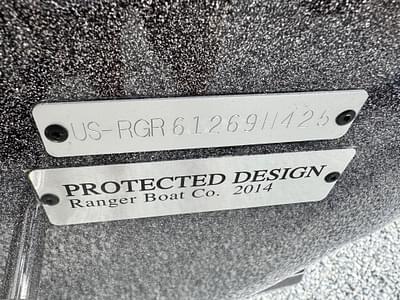 US-RGR61269H425
PROTECTED DESIGN
Ranger Boat Co. 2014